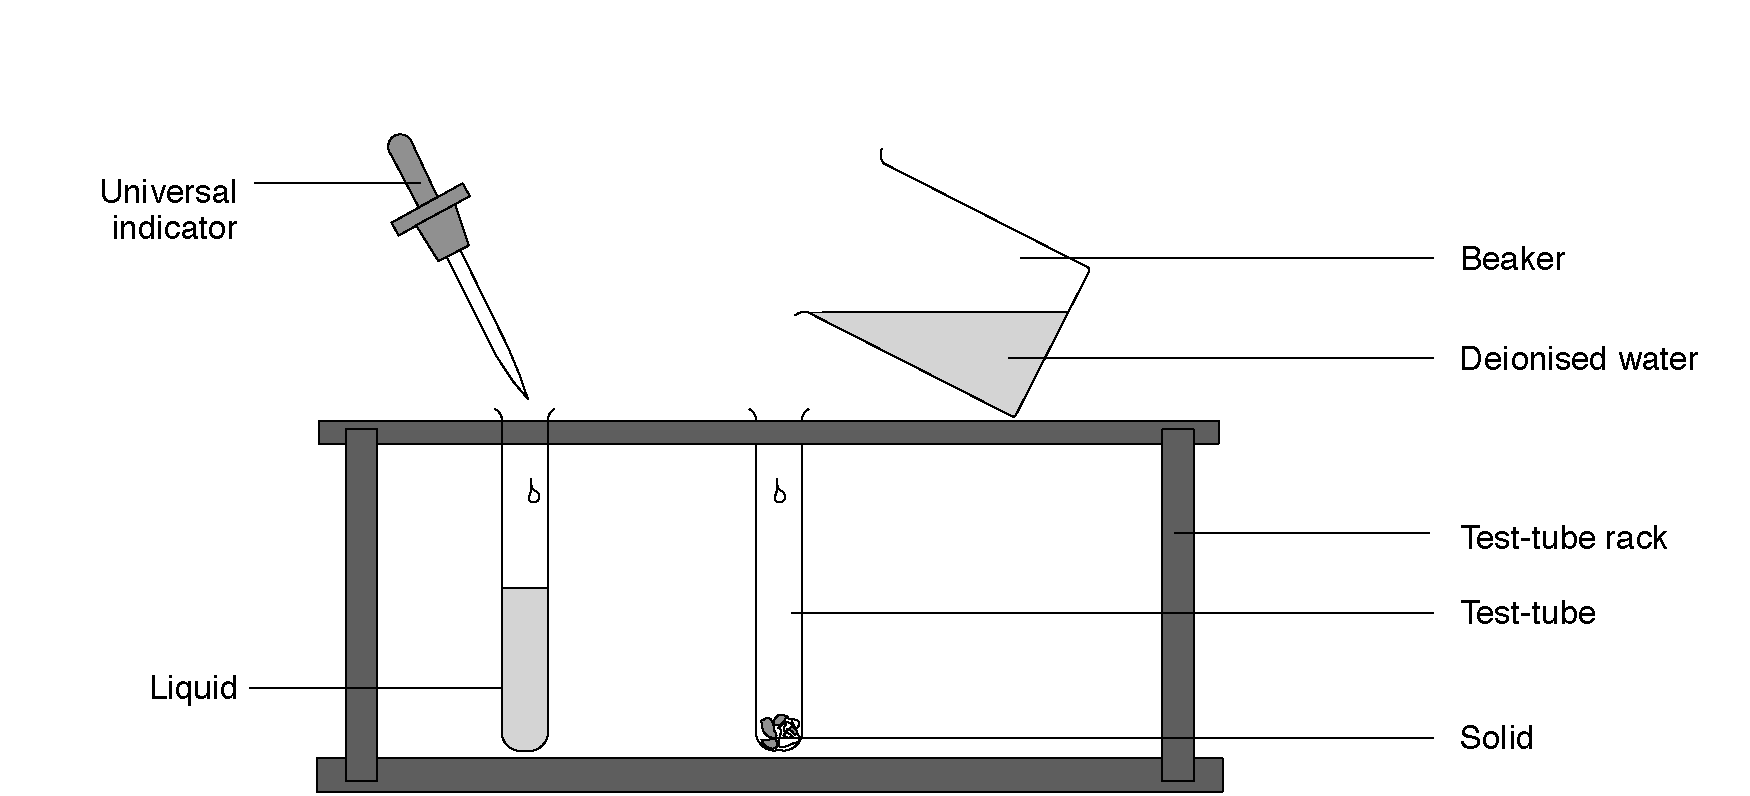 Universal
indicator
Beaker
Deionised water
Test-tube rack
Test-tube
Liquid
Solid